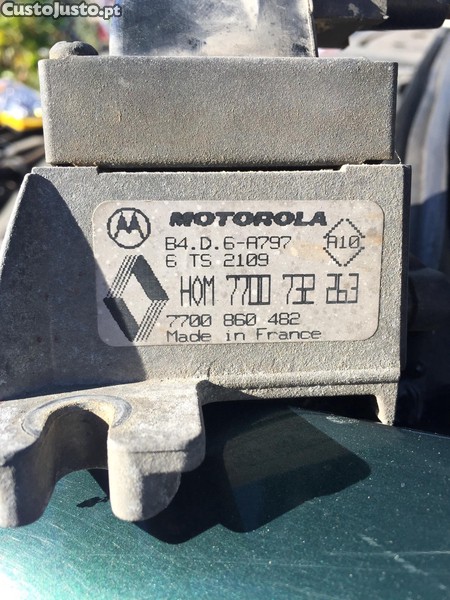 CustoJusto.pt
MOTOROLA
B4.D.6-A797
A10
6 TS 2109
HOM 7700 732 263
7700 860 482
Made in France